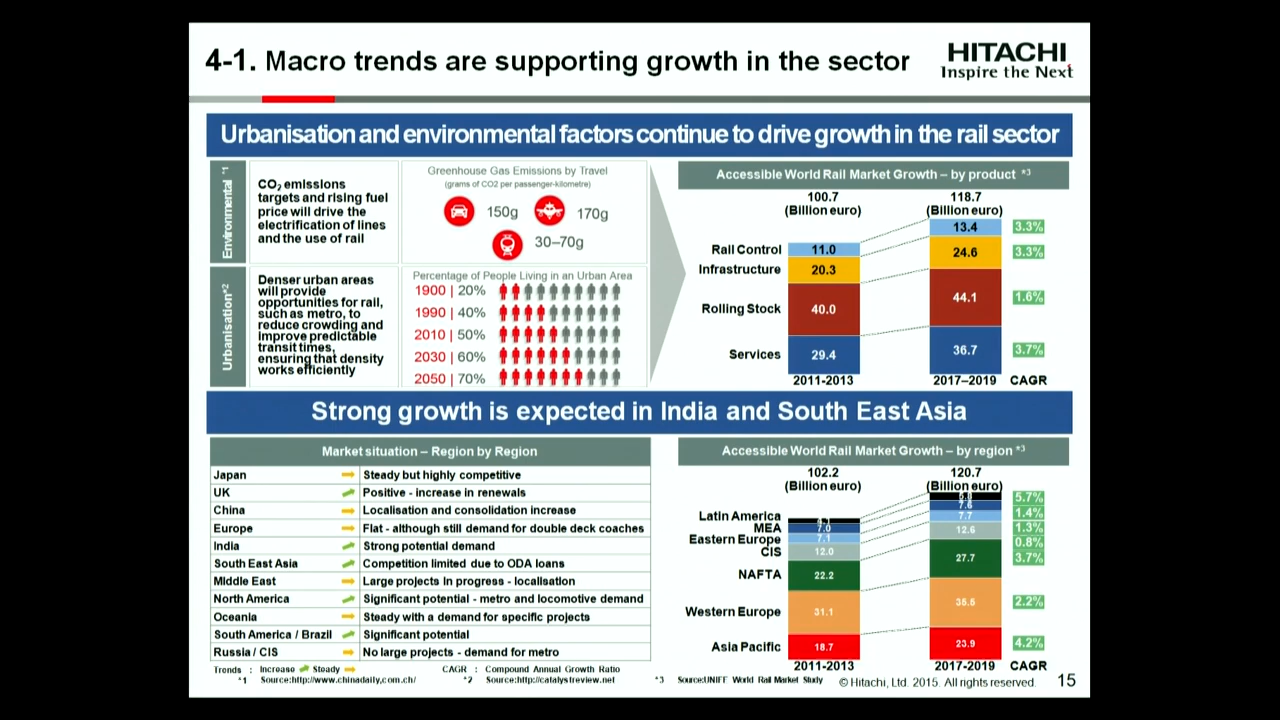 4-1. Macro trends are supporting growth in the sector
HITACHI
Inspire the Next
Urbanisation and environmental factors continue to drive growth in the rail sector
Environmental *1
CO2 emissions
targets and rising fuel
price will drive the
electrification of lines
and the use of rail
Greenhouse Gas Emissions by Travel
(grams of CO2 per passenger-kilometre)
150g
170g
30–70g
Urbanisation*2
Denser urban areas
will provide
opportunities for rail,
such as metro, to
reduce crowding and
improve predictable
transit times,
ensuring that density
works efficiently
Percentage of People Living in an Urban Area
1900 | 20%
1990 | 40%
2010 | 50%
2030 | 60%
2050 | 70%
Accessible World Rail Market Growth – by product *3
100.7
(Billion euro)
118.7
(Billion euro)
13.4 3.3%
Rail Control 11.0
24.6 3.3%
Infrastructure 20.3
Rolling Stock 40.0 44.1 1.6%
Services 29.4 36.7 3.7%
2011-2013 2017–2019 CAGR
Strong growth is expected in India and South East Asia
Market situation – Region by Region
Japan Steady but highly competitive
UK Positive - increase in renewals
China Localisation and consolidation increase
Europe Flat - although still demand for double deck coaches
India Strong potential demand
South East Asia Competition limited due to ODA loans
Middle East Large projects in progress - localisation
North America Significant potential - metro and locomotive demand
Oceania Steady with a demand for specific projects
South America / Brazil Significant potential
Russia / CIS No large projects - demand for metro
Trends : Increase Steady CAGR : Compound Annual Growth Ratio
*1 Source:http://www.chinadaily,com.ch/ *2 Source:http://catalystreview.net *3 Source:UNIFE World Rail Market Study
Accessible World Rail Market Growth – by region *3
102.2
(Billion euro)
120.7
(Billion euro)
5.7%
7.6 1.4%
Latin America 7.7
MEA 7.0 12.6 1.3%
Eastern Europe 7.1 0.8%
CIS 12.0 27.7 3.7%
NAFTA 22.2
Western Europe 31.1 35.5 2.2%
Asia Pacific 18.7 23.9 4.2%
2011-2013 2017-2019 CAGR
© Hitachi, Ltd. 2015. All rights reserved. 15